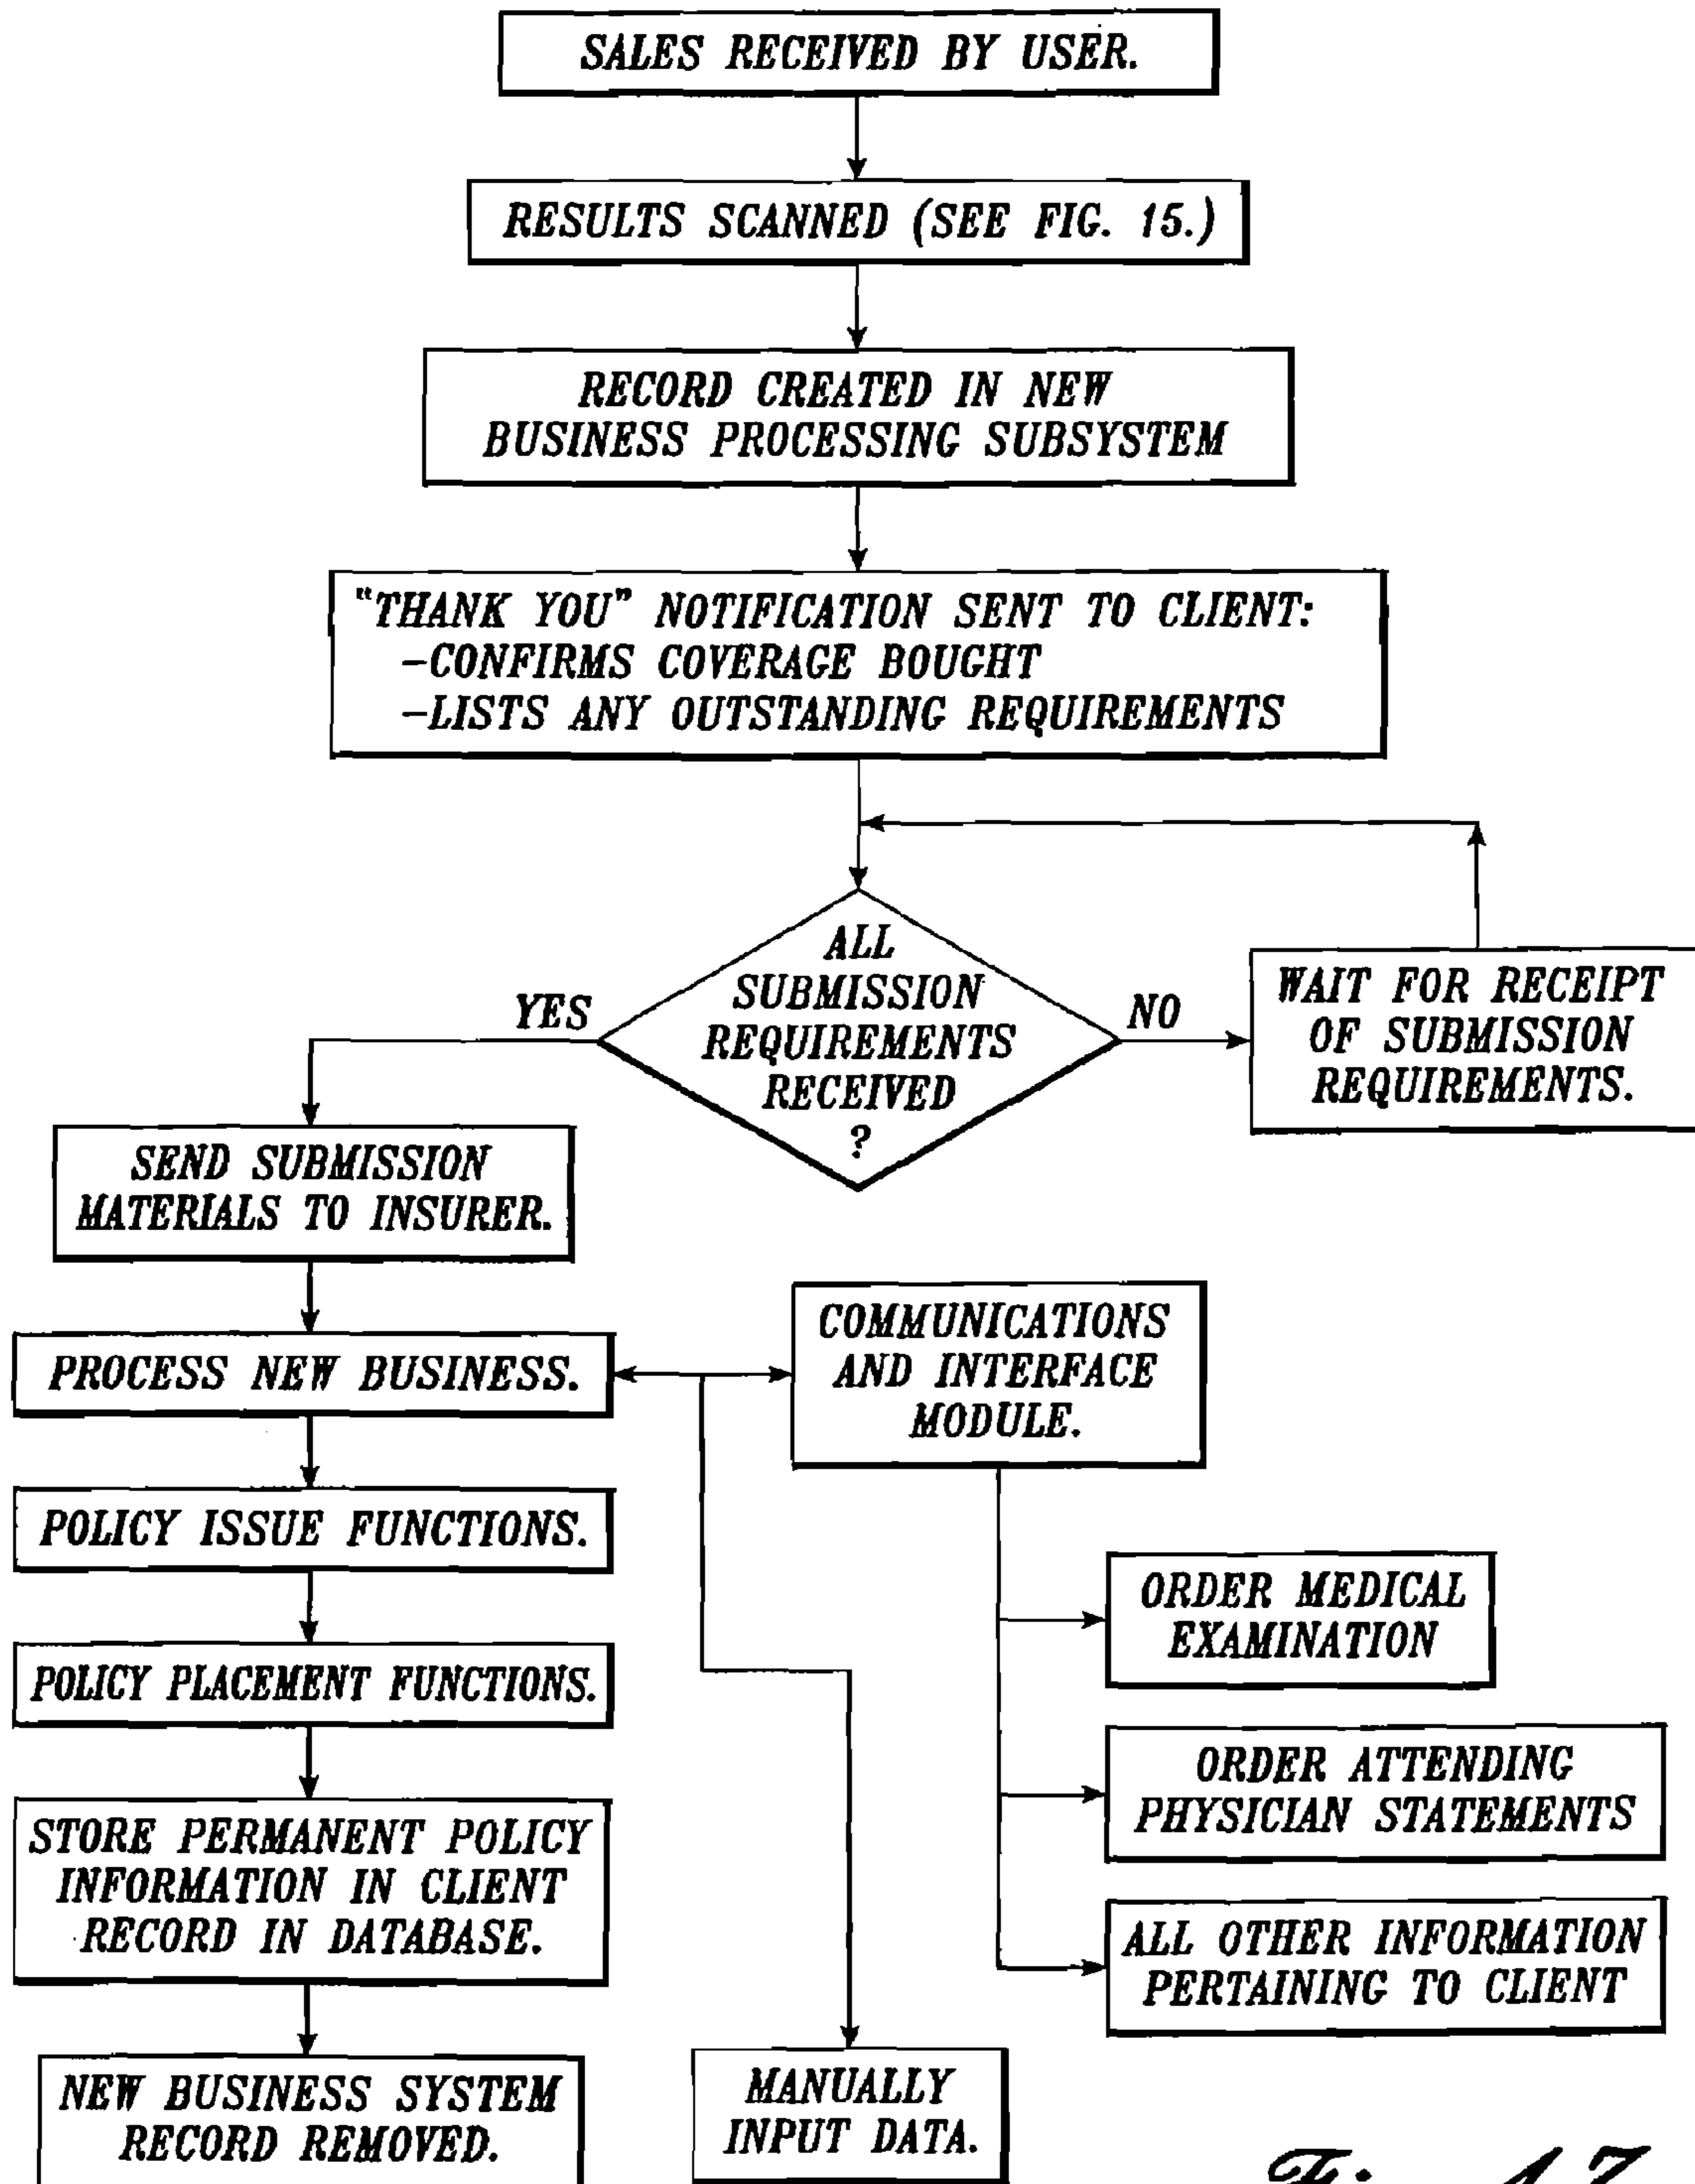 SALES RECEIVED BY USER.
RESULTS SCANNED (SEE FIG. 15.)
RECORD CREATED IN NEW
BUSINESS PROCESSING SUBSYSTEM
"THANK YOU" NOTIFICATION SENT TO CLIENT:
-CONFIRMS COVERAGE BOUGHT
-LISTS ANY OUTSTANDING REQUIREMENTS
ALL
SUBMISSION
REQUIREMENTS
RECEIVED
?
YES
NO
WAIT FOR RECEIPT
OF SUBMISSION
REQUIREMENTS.
SEND SUBMISSION
MATERIALS TO INSURER.
PROCESS NEW BUSINESS.
COMMUNICATIONS
AND INTERFACE
MODULE.
POLICY ISSUE FUNCTIONS.
POLICY PLACEMENT FUNCTIONS.
ORDER MEDICAL
EXAMINATION
ORDER ATTENDING
PHYSICIAN STATEMENTS
ALL OTHER INFORMATION
PERTAINING TO CLIENT
STORE PERMANENT POLICY
INFORMATION IN CLIENT
RECORD IN DATABASE.
NEW BUSINESS SYSTEM
RECORD REMOVED.
MANUALLY
INPUT DATA.